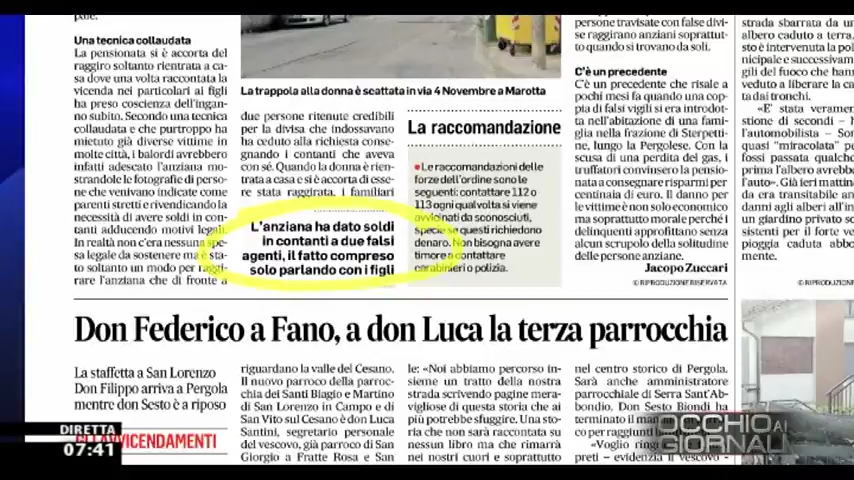 pale.
Una tecnica collaudata
La pensionata si è accorta del
raggiro soltanto rientrata a ca-
sa dove una volta raccontata la
vicenda nei particolari ai figli
ha preso coscienza dell'ingan-
no subito. Secondo una tecnica
collaudata e che purtroppo ha
mietuto già diverse vittime in
molte città, i balordi avrebbero
infatti adescato l'anziana mo-
strandole le fotografie di perso-
ne che venivano indicate come
parenti stretti e rivendicando la
necessità di avere soldi in con-
tanti adducendo motivi legali.
In realtà non c'era nessuna spe-
sa legale da sostenere ma è sta-
to soltanto un modo per raggi-
rare l'anziana che di fronte a
La trappola alla donna è scattata in via 4 Novembre a Marotta
due persone ritenute credibili
per la divisa che indossavano
ha ceduto alla richiesta conse-
gnando i contanti che aveva
con sé. Quando la donna è rien-
trata a casa e si è accorta di esse-
re stata raggirata, i familiari
L'anziana ha dato soldi
in contanti a due falsi
agenti, il fatto compreso
solo parlando con i figli
La raccomandazione
● Le raccomandazioni delle
forze dell'ordine sono le
seguenti: contattare 112 o
113 ogni qualvolta si viene
avvicinati da sconosciuti,
specie se questi richiedono
denaro. Non bisogna avere
timore a contattare
carabinieri o polizia.
persone travisate con false divi-
se raggirano anziani soprattut-
to quando si trovano da soli.
C'è un precedente
C'è un precedente che risale a
pochi mesi fa quando una cop-
pia di falsi vigili si era introdot-
ta nell'abitazione di una fami-
glia nella frazione di Sterpetti-
ne, lungo la Pergolese. Con la
scusa di una perdita del gas, i
truffatori convinsero la pensio-
nata a consegnare risparmi per
centinaia di euro. Il danno per
le vittime è non solo economico
ma soprattutto morale perché i
delinquenti approfittano senza
alcun scrupolo della solitudine
delle persone anziane.
Jacopo Zuccari
© RIPRODUZIONE RISERVATA
strada sbarrata da un
albero caduto a terra.
sto è intervenuta la poli
nicipale e successivam
gili del fuoco che hann
veduto a liberare la ca
ta dai tronchi.
«E' stata veramen
stione di secondi –
l'automobilista –
quasi "miracolata" pe
fossi passata qualcho
prima l'albero avrebbe
l'auto». Già ieri mattin
da era transitabile an
danni agli alberi all'in
un giardino privato so
sistenti per il forte ve
pioggia caduta abbo
mente.
© RI
Don Federico a Fano, a don Luca la terza parrocchia
La staffetta a San Lorenzo
Don Filippo arriva a Pergola
mentre don Sesto è a riposo
GLI AVVICENDAMENTI
riguardano la valle del Cesano.
Il nuovo parroco della parroc-
chia dei Santi Biagio e Martino
di San Lorenzo in Campo e di
San Vito sul Cesano è don Luca
Santini, segretario personale
del vescovo, già parroco di San
Giorgio a Fratte Rosa e San
le: «Noi abbiamo percorso in-
sieme un tratto della nostra
strada scrivendo pagine mera-
vigliose di questa storia che ai
più potrebbe sfuggire. Una sto-
ria che non sarà raccontata su
nessun libro ma che rimarrà
nei nostri cuori e soprattutto
nel centro storico di Pergola.
Sarà anche amministratore
parrocchiale di Serra Sant'Ab-
bondio. Don Sesto Biondi ha
terminato il
co per raggiun
«Voglio
preti – evidenzia il vescovo –
DIRETTA
07:41
OCCHIO AI
GIORNALI